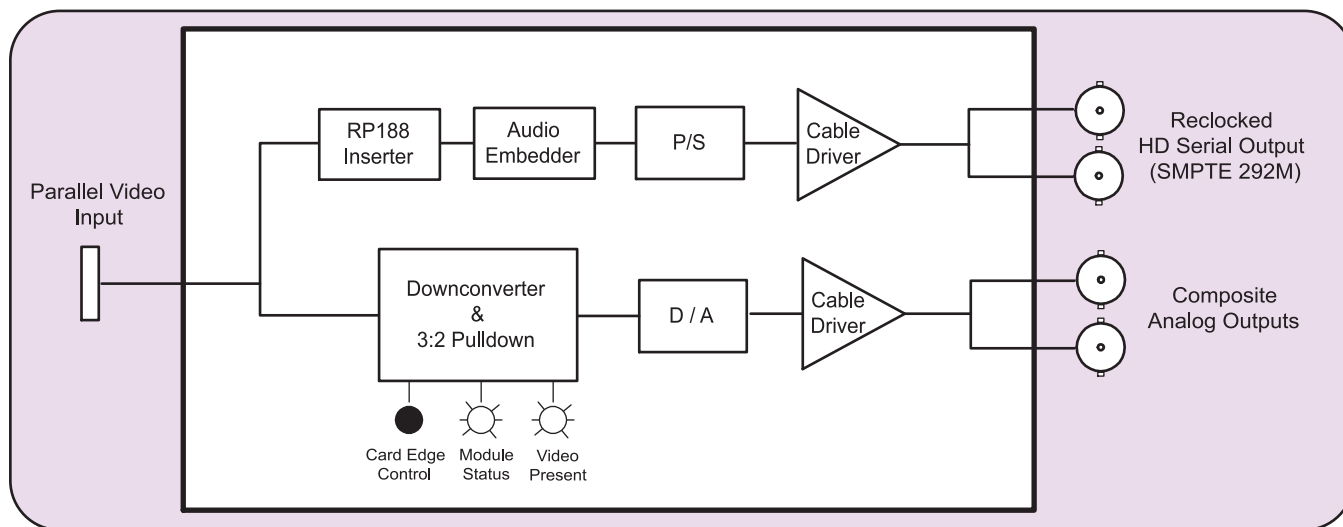 Parallel Video
Input
RP188
Inserter
Audio
Embedder
P/S
Cable
Driver
Reclocked
HD Serial Output
(SMPTE 292M)
Downconverter
&
3:2 Pulldown
D / A
Cable
Driver
Composite
Analog Outputs
Card Edge
Control
Module
Status
Video
Present